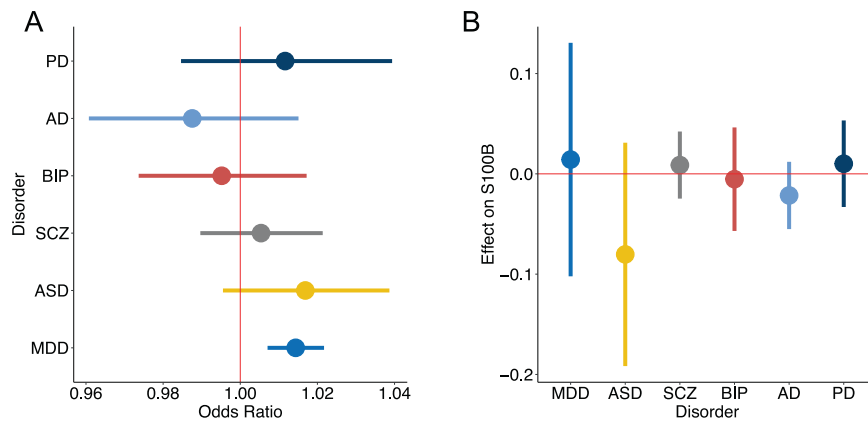 A
Disorder
PD
AD
BIP
SCZ
ASD
MDD
0.96
0.98
1.00
1.02
1.04
Odds Ratio
B
Effect on S100B
0.1
0.0
−0.1
−0.2
MDD
ASD
SCZ
BIP
AD
PD
Disorder